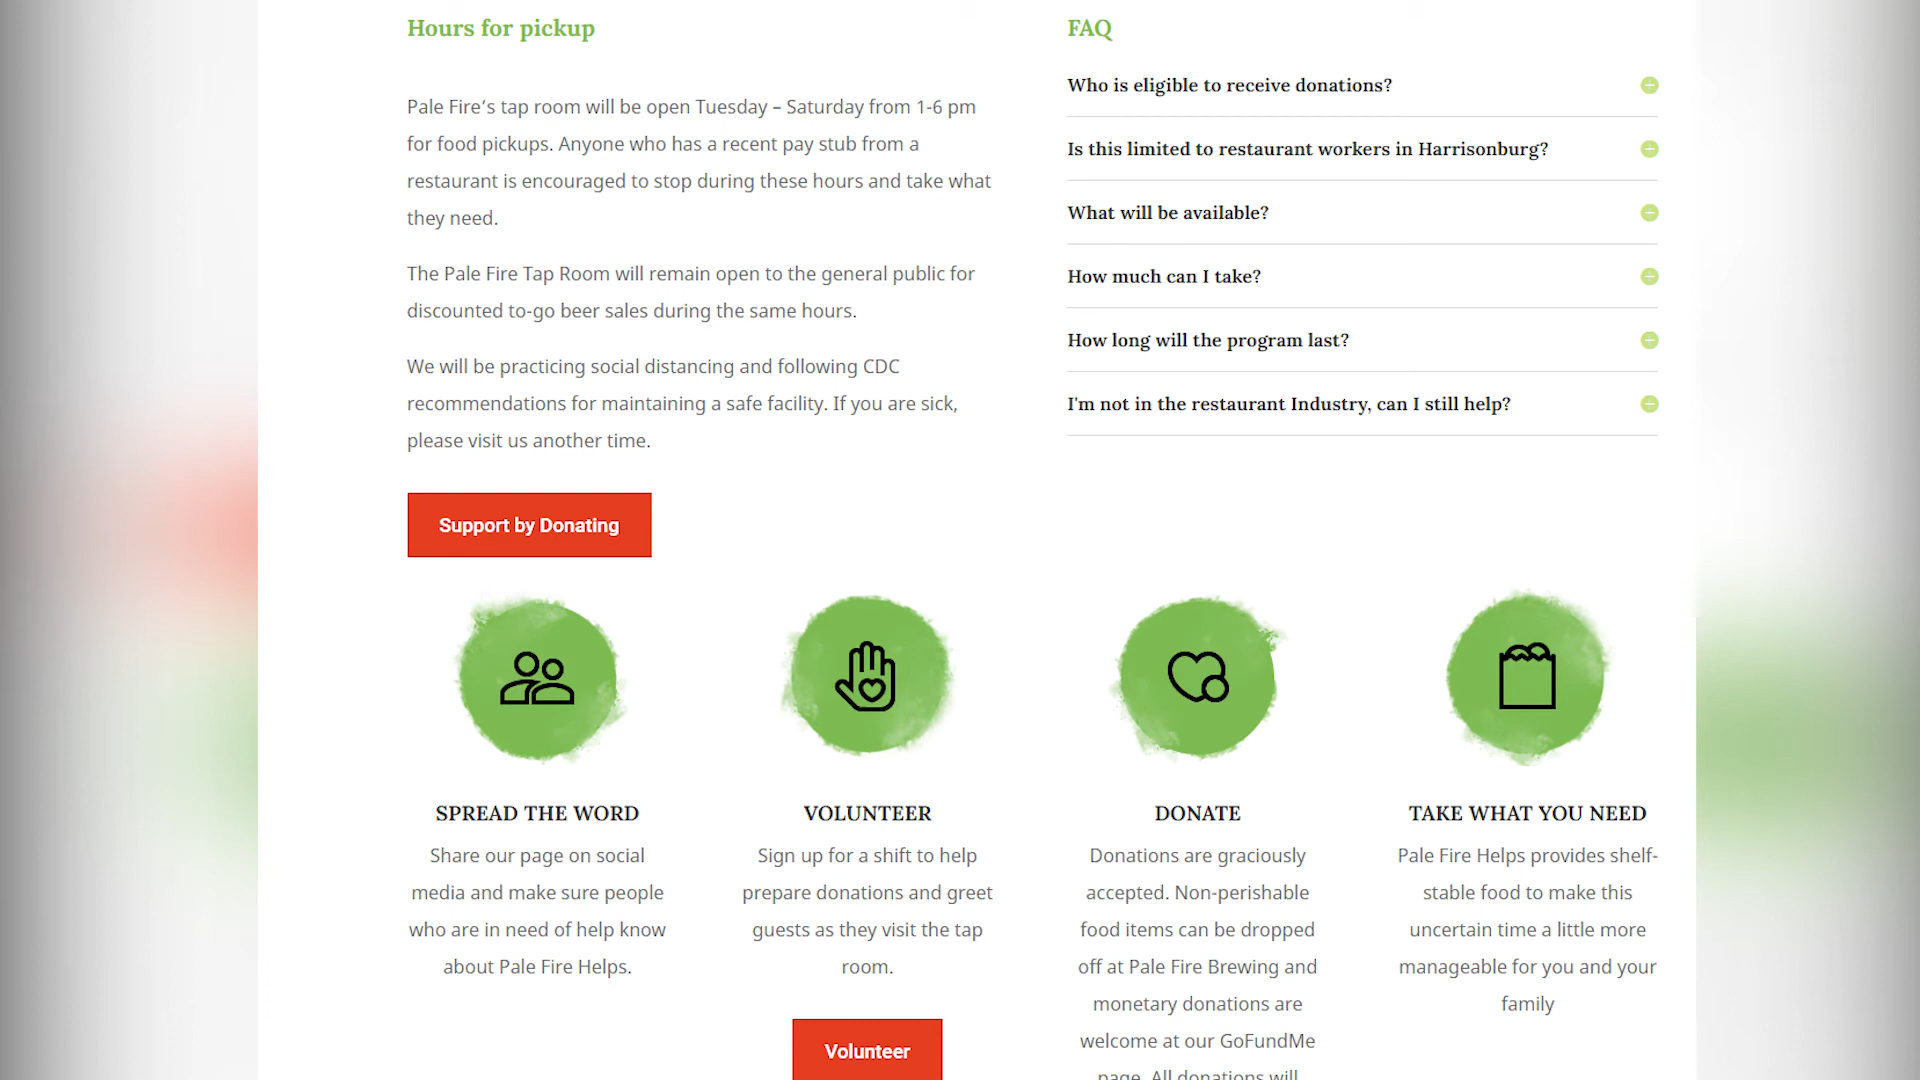 Hours for pickup
Pale Fire’s tap room will be open Tuesday – Saturday from 1-6 pm
for food pickups. Anyone who has a recent pay stub from a
restaurant is encouraged to stop during these hours and take what
they need.
The Pale Fire Tap Room will remain open to the general public for
discounted to-go beer sales during the same hours.
We will be practicing social distancing and following CDC
recommendations for maintaining a safe facility. If you are sick,
please visit us another time.
Support by Donating
FAQ
Who is eligible to receive donations?
Is this limited to restaurant workers in Harrisonburg?
What will be available?
How much can I take?
How long will the program last?
I'm not in the restaurant Industry, can I still help?
SPREAD THE WORD
Share our page on social
media and make sure people
who are in need of help know
about Pale Fire Helps.
VOLUNTEER
Sign up for a shift to help
prepare donations and greet
guests as they visit the tap
room.
Volunteer
DONATE
Donations are graciously
accepted. Non-perishable
food items can be dropped
off at Pale Fire Brewing and
monetary donations are
welcome at our GoFundMe
page. All donations will
TAKE WHAT YOU NEED
Pale Fire Helps provides shelf-
stable food to make this
uncertain time a little more
manageable for you and your
family